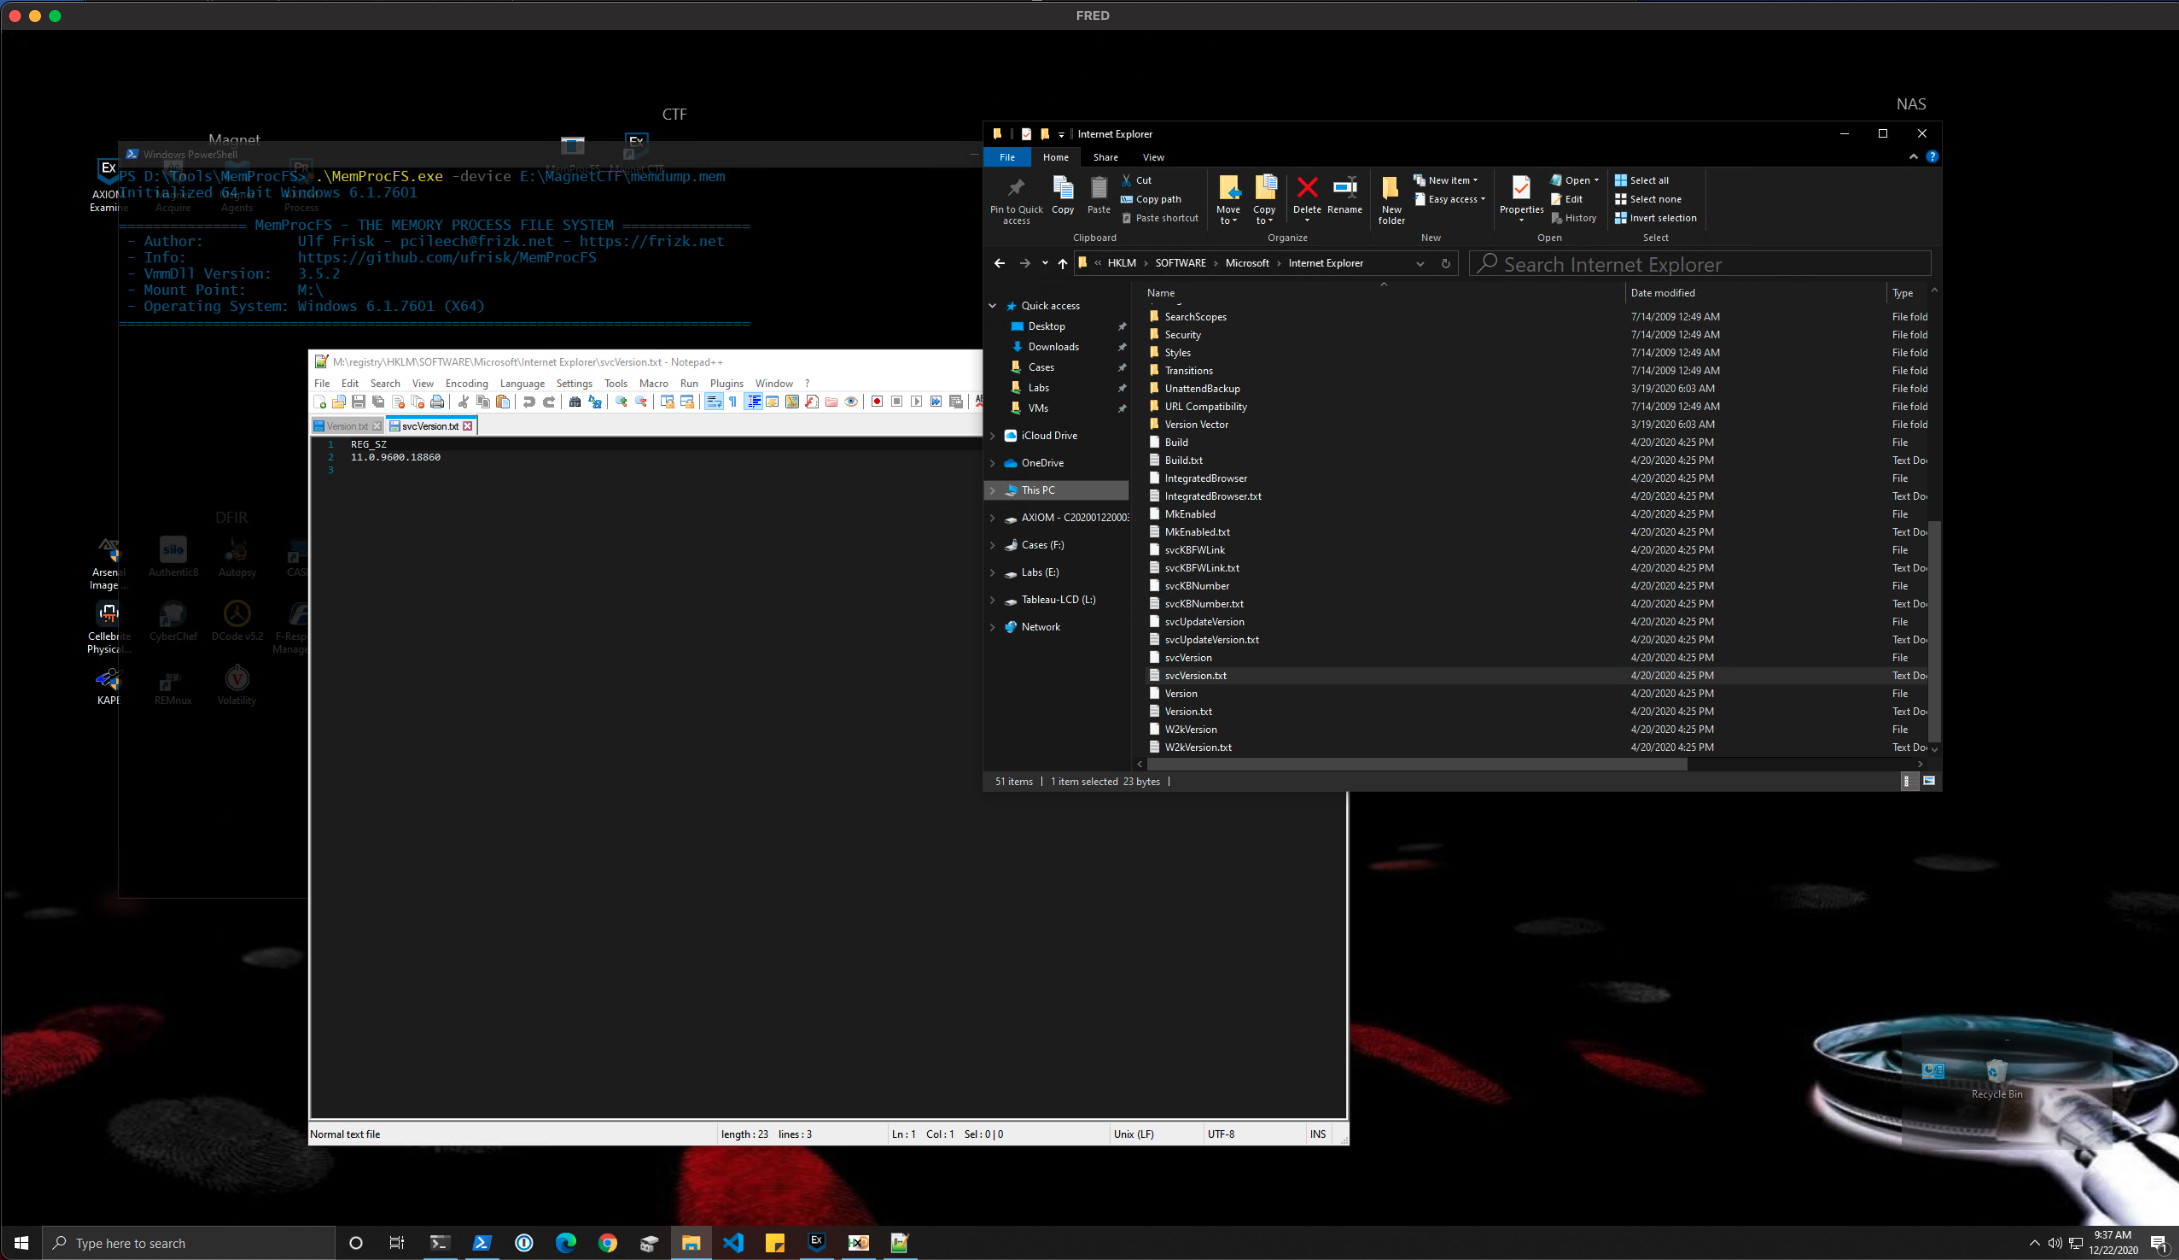 FRED
CTF
NAS
Magnet
Windows PowerShell
PS D:\Tools\MemProcFS> .\MemProcFS.exe -device E:\MagnetCTF\memdump.mem
Initialized 64-bit Windows 6.1.7601
=============== MemProcFS - THE MEMORY PROCESS FILE SYSTEM ===============
- Author: Ulf Frisk - pcileech@frizk.net - https://frizk.net
- Info: https://github.com/ufrisk/MemProcFS
- VmmDll Version: 3.5.2
- Mount Point: M:\
- Operating System: Windows 6.1.7601 (X64)
AXIOM
Examine
Acquire
Agents
Process
DFIR
Arsenal
Image...
Authentic8
Autopsy
Cellebrite
Physical...
CyberChef
DCode v5.2
F-Resp
Manage
KAPE
REMnux
Volatility
M:\registry\HKLM\SOFTWARE\Microsoft\Internet Explorer\svcVersion.txt - Notepad++
File Edit Search View Encoding Language Settings Tools Macro Run Plugins Window ?
Version.txt svcVersion.txt
1 REG_SZ
2 11.0.9600.18860
3
Normal text file length : 23 lines : 3 Ln : 1 Col : 1 Sel : 0 | 0 Unix (LF) UTF-8 INS
Internet Explorer
File Home Share View
Pin to Quick access
Copy
Paste
Cut
Copy path
Paste shortcut
Clipboard
Move to
Copy to
Delete
Rename
Organize
New folder
New item
Easy access
New
Properties
Open
Edit
History
Open
Select all
Select none
Invert selection
Select
« HKLM › SOFTWARE › Microsoft › Internet Explorer
Search Internet Explorer
Quick access
Desktop
Downloads
Cases
Labs
VMs
iCloud Drive
OneDrive
This PC
AXIOM - C20200122000
Cases (F:)
Labs (E:)
Tableau-LCD (L:)
Network
Name Date modified Type
SearchScopes 7/14/2009 12:49 AM File fold
Security 7/14/2009 12:49 AM File fold
Styles 7/14/2009 12:49 AM File fold
Transitions 7/14/2009 12:49 AM File fold
UnattendBackup 3/19/2020 6:03 AM File fold
URL Compatibility 7/14/2009 12:49 AM File fold
Version Vector 3/19/2020 6:03 AM File fold
Build 4/20/2020 4:25 PM File
Build.txt 4/20/2020 4:25 PM Text Do
IntegratedBrowser 4/20/2020 4:25 PM File
IntegratedBrowser.txt 4/20/2020 4:25 PM Text Do
MkEnabled 4/20/2020 4:25 PM File
MkEnabled.txt 4/20/2020 4:25 PM Text Do
svcKBFWLink 4/20/2020 4:25 PM File
svcKBFWLink.txt 4/20/2020 4:25 PM Text Do
svcKBNumber 4/20/2020 4:25 PM File
svcKBNumber.txt 4/20/2020 4:25 PM Text Do
svcUpdateVersion 4/20/2020 4:25 PM File
svcUpdateVersion.txt 4/20/2020 4:25 PM Text Do
svcVersion 4/20/2020 4:25 PM File
svcVersion.txt 4/20/2020 4:25 PM Text Do
Version 4/20/2020 4:25 PM File
Version.txt 4/20/2020 4:25 PM Text Do
W2kVersion 4/20/2020 4:25 PM File
W2kVersion.txt 4/20/2020 4:25 PM Text Do
51 items 1 item selected 23 bytes
Recycle Bin
Type here to search
9:37 AM
12/22/2020